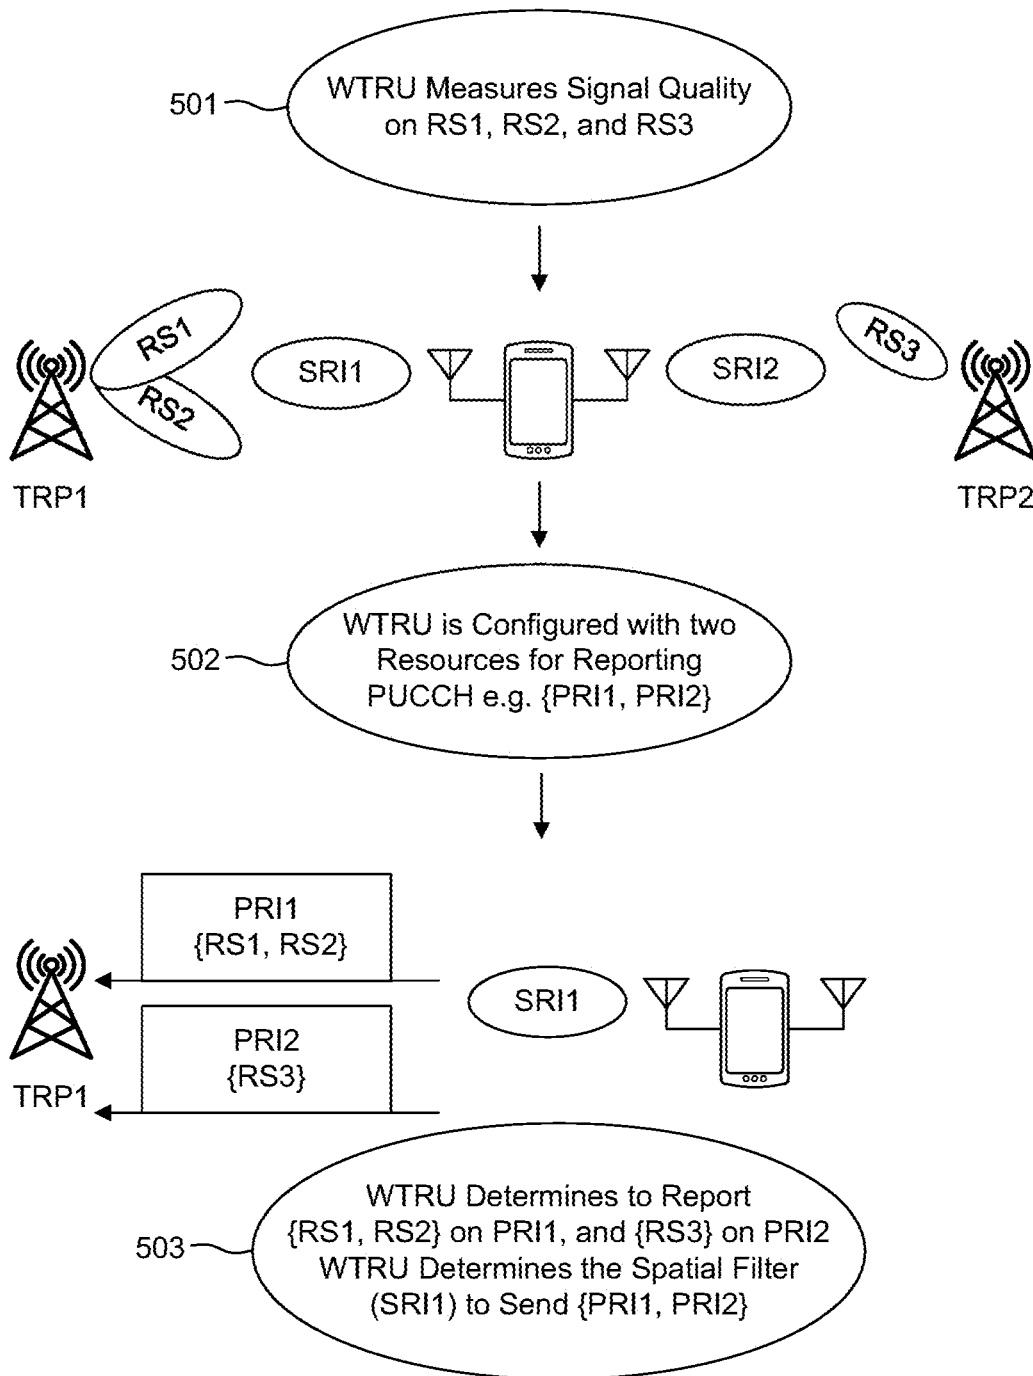 501
WTRU Measures Signal Quality
on RS1, RS2, and RS3
RS1
RS2
SRI1
SRI2
RS3
TRP1
TRP2
502
WTRU is Configured with two
Resources for Reporting
PUCCH e.g. {PRI1, PRI2}
PRI1
{RS1, RS2}
SRI1
PRI2
{RS3}
TRP1
503
WTRU Determines to Report
{RS1, RS2} on PRI1, and {RS3} on PRI2
WTRU Determines the Spatial Filter
(SRI1) to Send {PRI1, PRI2}